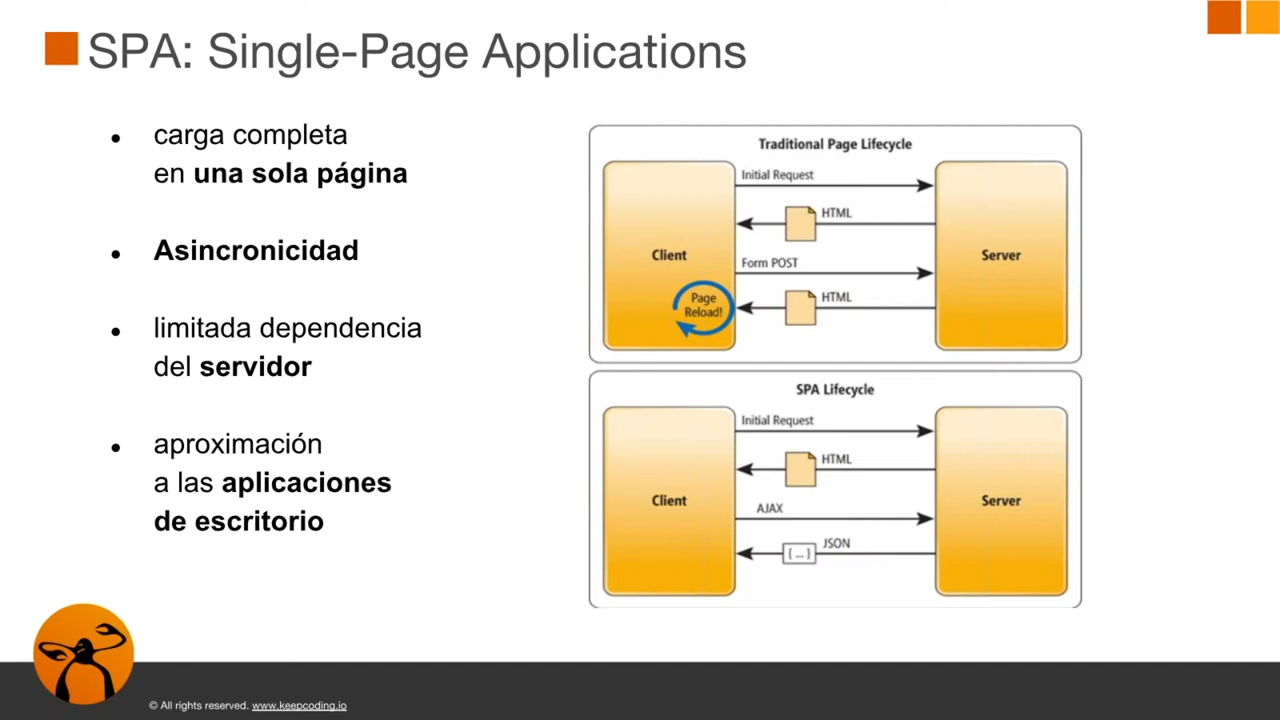 SPA: Single-Page Applications
carga completa
en una sola página
Asincronicidad
limitada dependencia
del servidor
aproximación
a las aplicaciones
de escritorio
Traditional Page Lifecycle
Initial Request
HTML
Client
Server
Form POST
HTML
Page
Reload!
SPA Lifecycle
Initial Request
HTML
Client
Server
AJAX
JSON
{ ... }
© All rights reserved. www.keepcoding.io